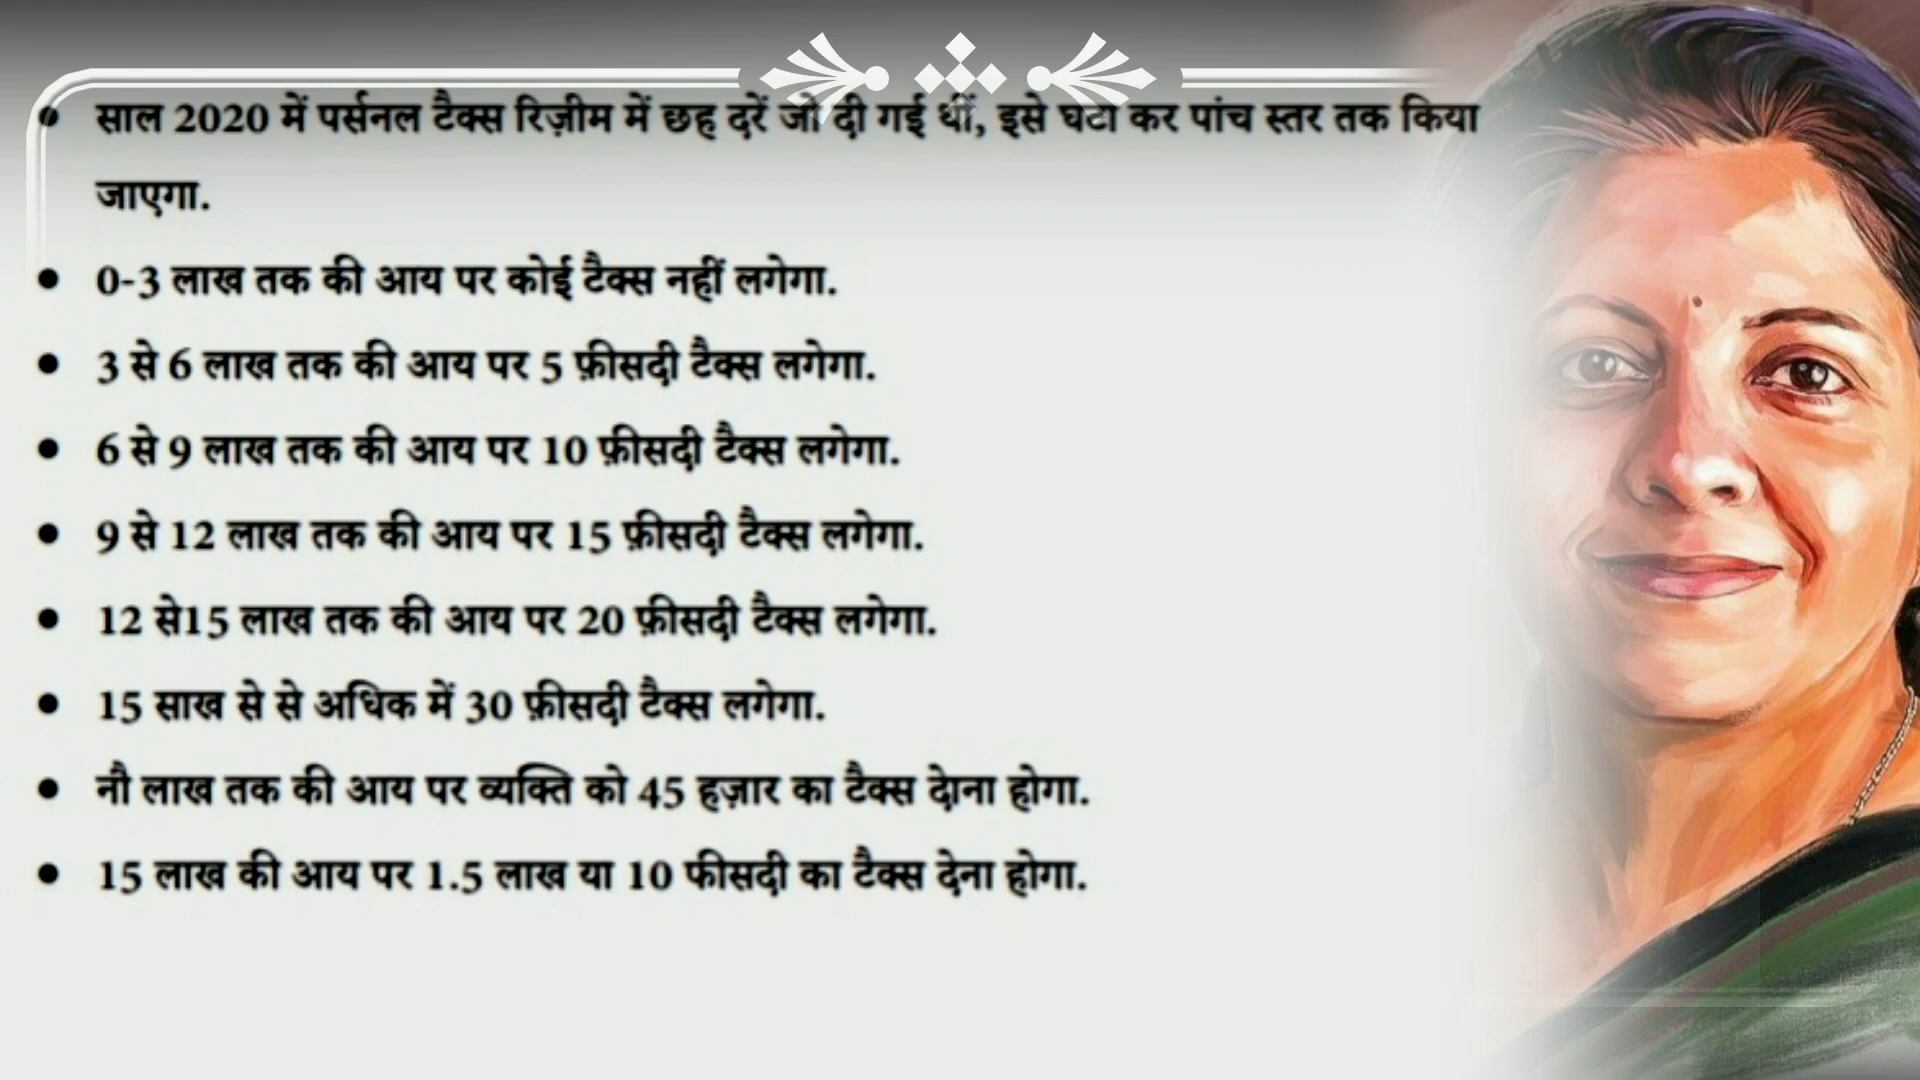 • साल 2020 में पर्सनल टैक्स रिज़ीम में छह दरें जो दी गई थीं, इसे घटा कर पांच स्तर तक किया
जाएगा.
• 0-3 लाख तक की आय पर कोई टैक्स नहीं लगेगा.
• 3 से 6 लाख तक की आय पर 5 फ़ीसदी टैक्स लगेगा.
• 6 से 9 लाख तक की आय पर 10 फ़ीसदी टैक्स लगेगा.
• 9 से 12 लाख तक की आय पर 15 फ़ीसदी टैक्स लगेगा.
• 12 से15 लाख तक की आय पर 20 फ़ीसदी टैक्स लगेगा.
• 15 साख से से अधिक में 30 फ़ीसदी टैक्स लगेगा.
• नौ लाख तक की आय पर व्यक्ति को 45 हज़ार का टैक्स देाना होगा.
• 15 लाख की आय पर 1.5 लाख या 10 फीसदी का टैक्स देना होगा.